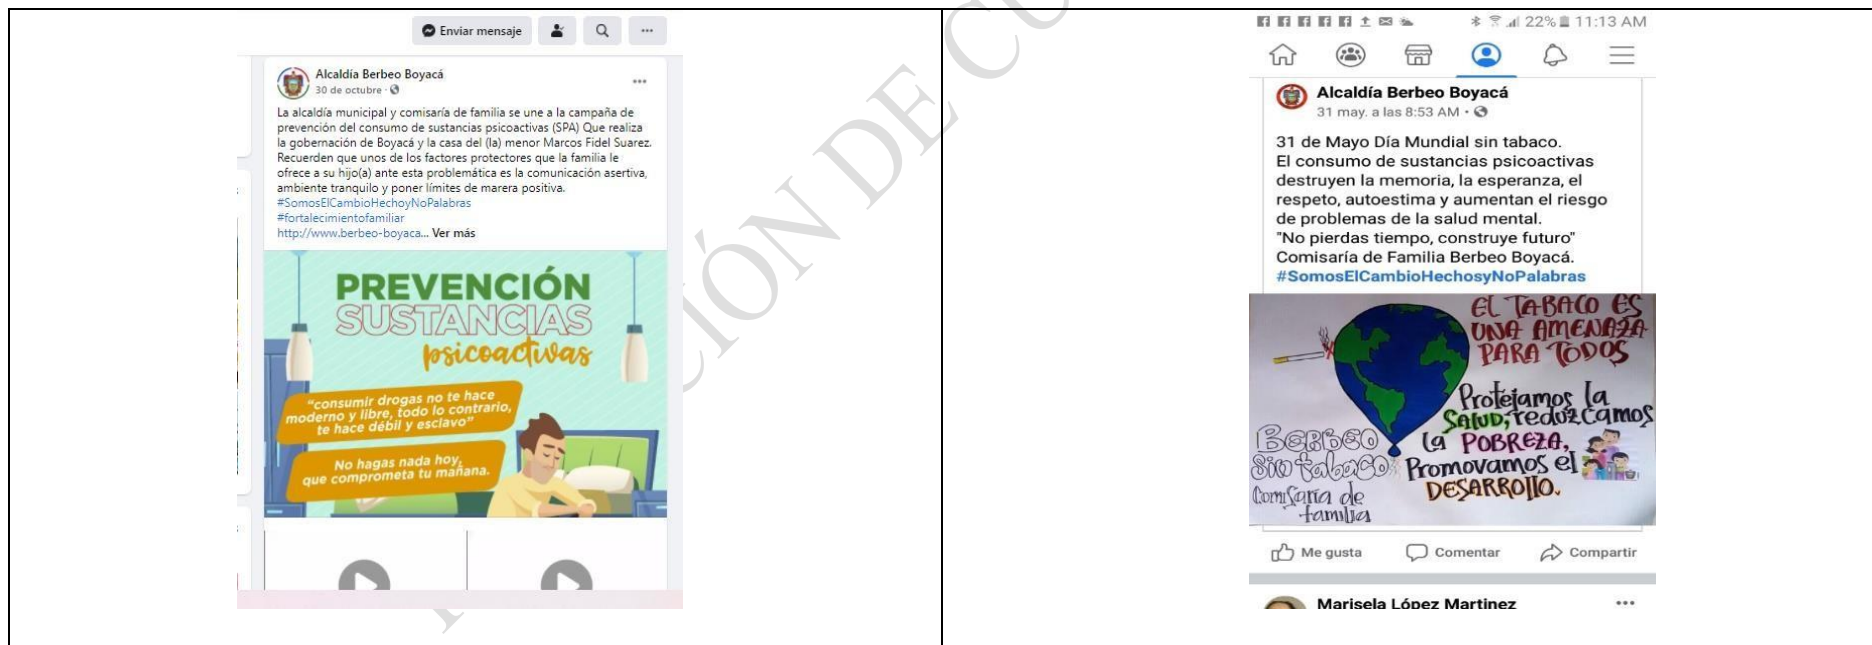 Enviar mensaje
Alcaldía Berbeo Boyacá
30 de octubre
La alcaldía municipal y comisaría de familia se une a la campaña de
prevención del consumo de sustancias psicoactivas (SPA) Que realiza
la gobernación de Boyacá y la casa del (la) menor Marcos Fidel Suarez.
Recuerden que unos de los factores protectores que la familia le
ofrece a su hijo(a) ante esta problemática es la comunicación asertiva,
ambiente tranquilo y poner límites de marera positiva.
#SomosElCambioHechoyNoPalabras
#fortalecimientofamiliar
http://www.berbeo-boyaca... Ver más
PREVENCIÓN
SUSTANCIAS
psicoactivas
"consumir drogas no te hace
moderno y libre, todo lo contrario,
te hace débil y esclavo"
No hagas nada hoy,
que comprometa tu mañana.
22% 11:13 AM
Alcaldía Berbeo Boyacá
31 may. a las 8:53 AM
31 de Mayo Día Mundial sin tabaco.
El consumo de sustancias psicoactivas
destruyen la memoria, la esperanza, el
respeto, autoestima y aumentan el riesgo
de problemas de la salud mental.
"No pierdas tiempo, construye futuro"
Comisaría de Familia Berbeo Boyacá.
#SomosElCambioHechosyNoPalabras
EL TABACO ES
UNA AMENAZA
PARA TODOS
Protejamos la
Salud, reduzcamos
la POBREZA,
Promovamos el
DESARROLLO.
BERBEO
Sin tabaco
Comisaría de
familia
Me gusta
Comentar
Compartir
Marisela López Martinez
CIÓN DE CU